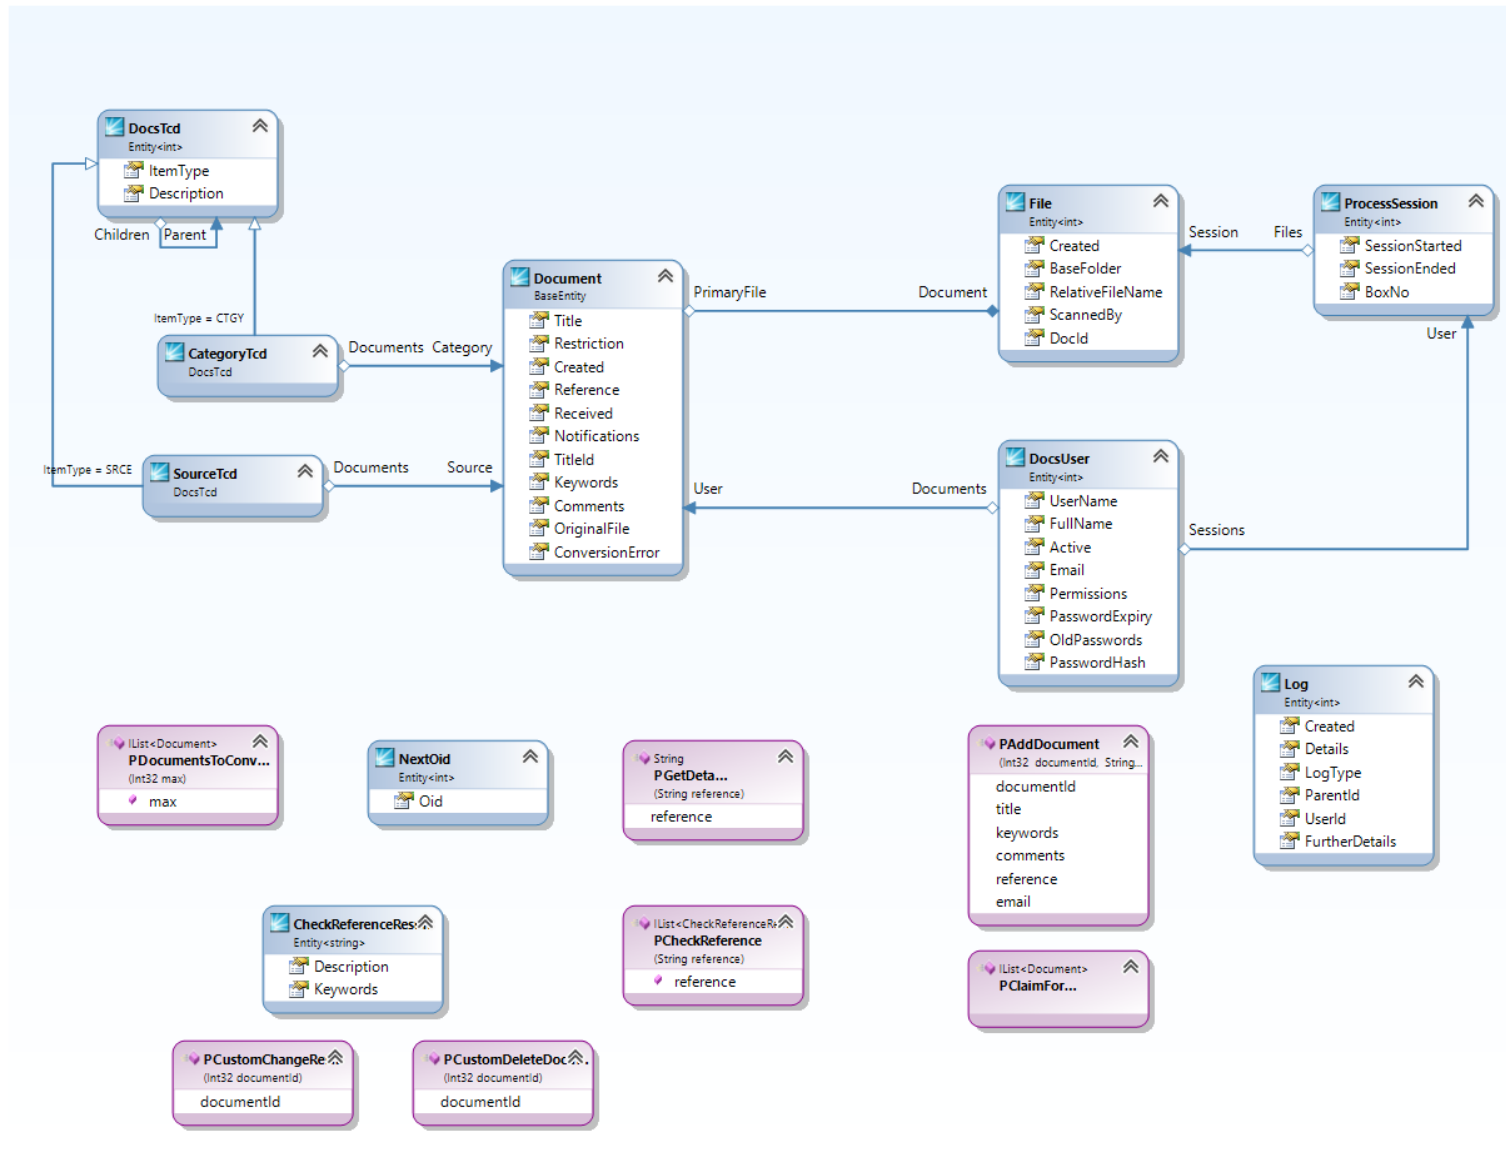 DocsTcd
Entity<int>
ItemType
Description
Children
Parent
ItemType = CTGY
CategoryTcd
DocsTcd
Documents
Category
ItemType = SRCE
SourceTcd
DocsTcd
Documents
Source
Document
BaseEntity
Title
Restriction
Created
Reference
Received
Notifications
TitleId
Keywords
Comments
OriginalFile
ConversionError
PrimaryFile
Document
User
Documents
File
Entity<int>
Created
BaseFolder
RelativeFileName
ScannedBy
DocId
Session
Files
ProcessSession
Entity<int>
SessionStarted
SessionEnded
BoxNo
User
DocsUser
Entity<int>
UserName
FullName
Active
Email
Permissions
PasswordExpiry
OldPasswords
PasswordHash
Sessions
Log
Entity<int>
Created
Details
LogType
ParentId
UserId
FurtherDetails
IList<Document>
PDocumentsToConv...
(Int32 max)
max
NextOid
Entity<int>
Oid
String
PGetDeta...
(String reference)
reference
PAddDocument
(Int32 documentId, String...
documentId
title
keywords
comments
reference
email
CheckReferenceRes
Entity<string>
Description
Keywords
IList<CheckReferenceR
PCheckReference
(String reference)
reference
IList<Document>
PClaimFor...
PCustomChangeRe
(Int32 documentId)
documentId
PCustomDeleteDoc...
(Int32 documentId)
documentId